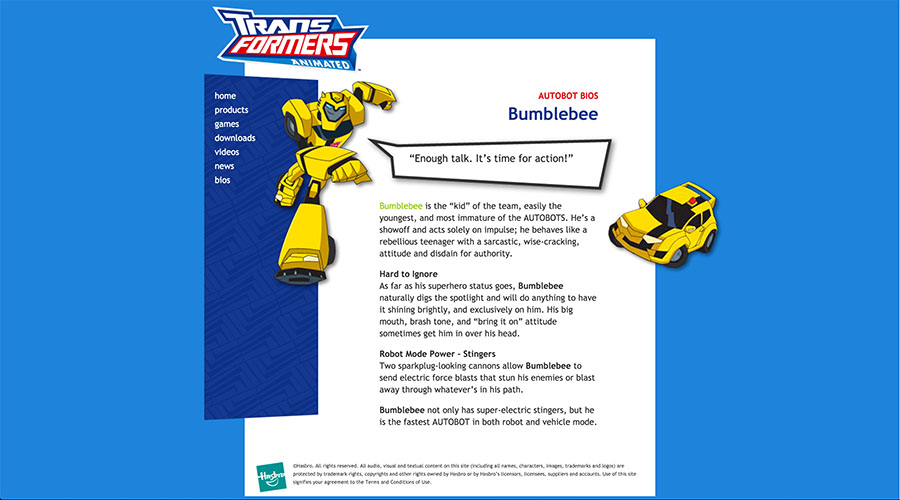 TRANSFORMERS
ANIMATED
home
products
games
downloads
videos
news
bios
AUTOBOT BIOS
Bumblebee
“Enough talk. It’s time for action!”
Bumblebee is the “kid” of the team, easily the
youngest, and most immature of the AUTOBOTS. He’s a
showoff and acts solely on impulse; he behaves like a
rebellious teenager with a sarcastic, wise-cracking,
attitude and disdain for authority.
Hard to Ignore
As far as his superhero status goes, Bumblebee
naturally digs the spotlight and will do anything to have
it shining brightly, and exclusively on him. His big
mouth, brash tone, and “bring it on” attitude
sometimes get him in over his head.
Robot Mode Power – Stingers
Two sparkplug-looking cannons allow Bumblebee to
send electric force blasts that stun his enemies or blast
away through whatever’s in his path.
Bumblebee not only has super-electric stingers, but he
is the fastest AUTOBOT in both robot and vehicle mode.
Hasbro
©Hasbro. All rights reserved. All audio, visual and textual content on this site (including all names, characters, images, trademarks and logos) are
protected by trademark rights, copyrights and other rights owned by Hasbro or by Hasbro’s licensors, licensees, suppliers and accounts. Use of this site
signifies your agreement to the Terms and Conditions of Use.